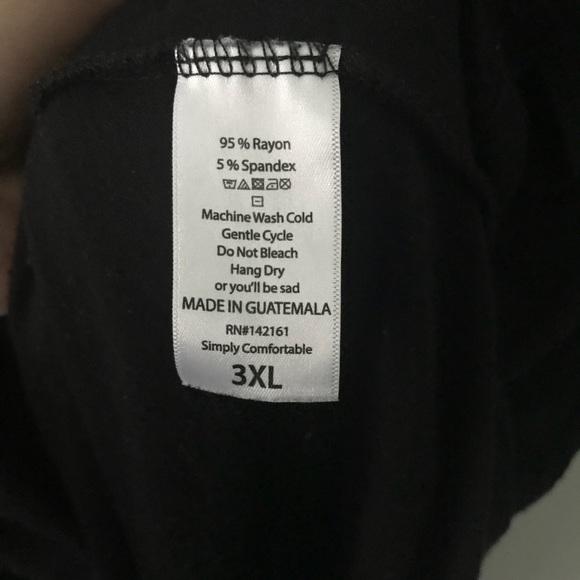 95 % Rayon
5 % Spandex
Machine Wash Cold
Gentle Cycle
Do Not Bleach
Hang Dry
or you'll be sad
MADE IN GUATEMALA
RN#142161
Simply Comfortable
3XL